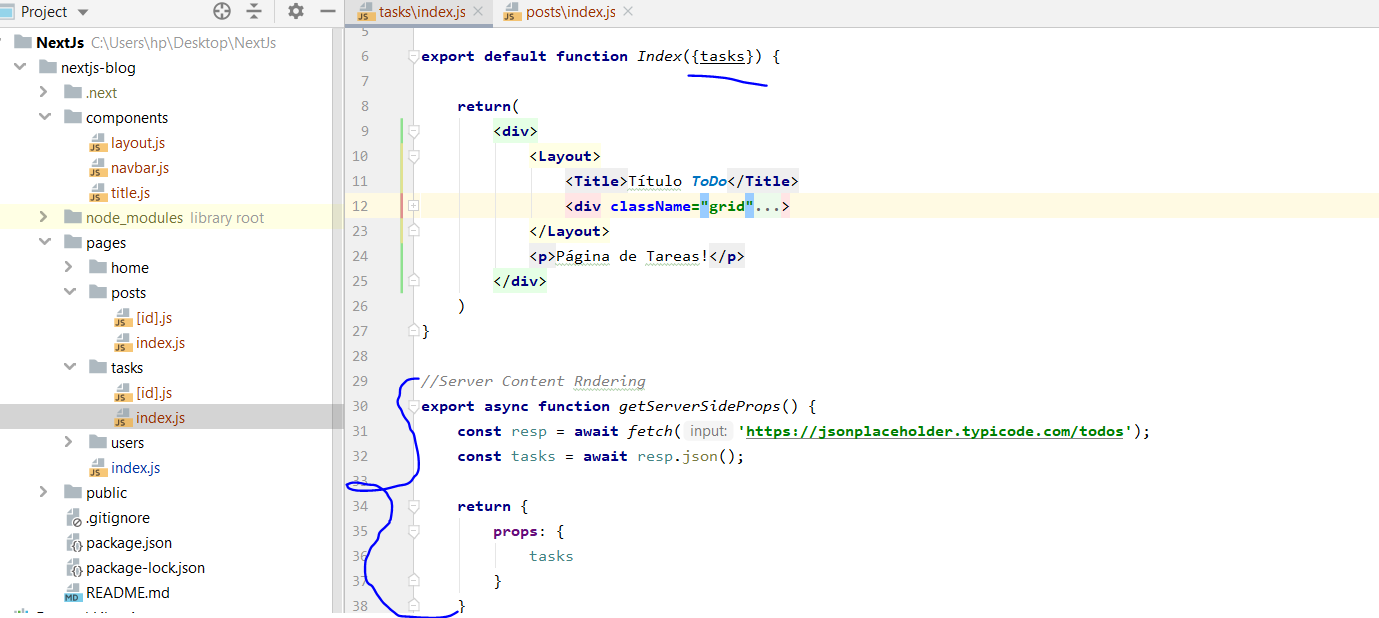 Project
tasks\index.js
posts\index.js
NextJs C:\Users\hp\Desktop\NextJs
nextjs-blog
.next
components
layout.js
navbar.js
title.js
node_modules library root
pages
home
posts
[id].js
index.js
tasks
[id].js
index.js
users
index.js
public
.gitignore
package.json
package-lock.json
README.md
5
6 export default function Index({tasks}) {
7
8 return(
9 <div>
10 <Layout>
11 <Title>Título ToDo</Title>
12 <div className="grid"...>
23 </Layout>
24 <p>Página de Tareas!</p>
25 </div>
26 )
27 }
28
29 //Server Content Rndering
30 export async function getServerSideProps() {
31 const resp = await fetch( input: 'https://jsonplaceholder.typicode.com/todos');
32 const tasks = await resp.json();
33
34 return {
35 props: {
36 tasks
37 }
38 }